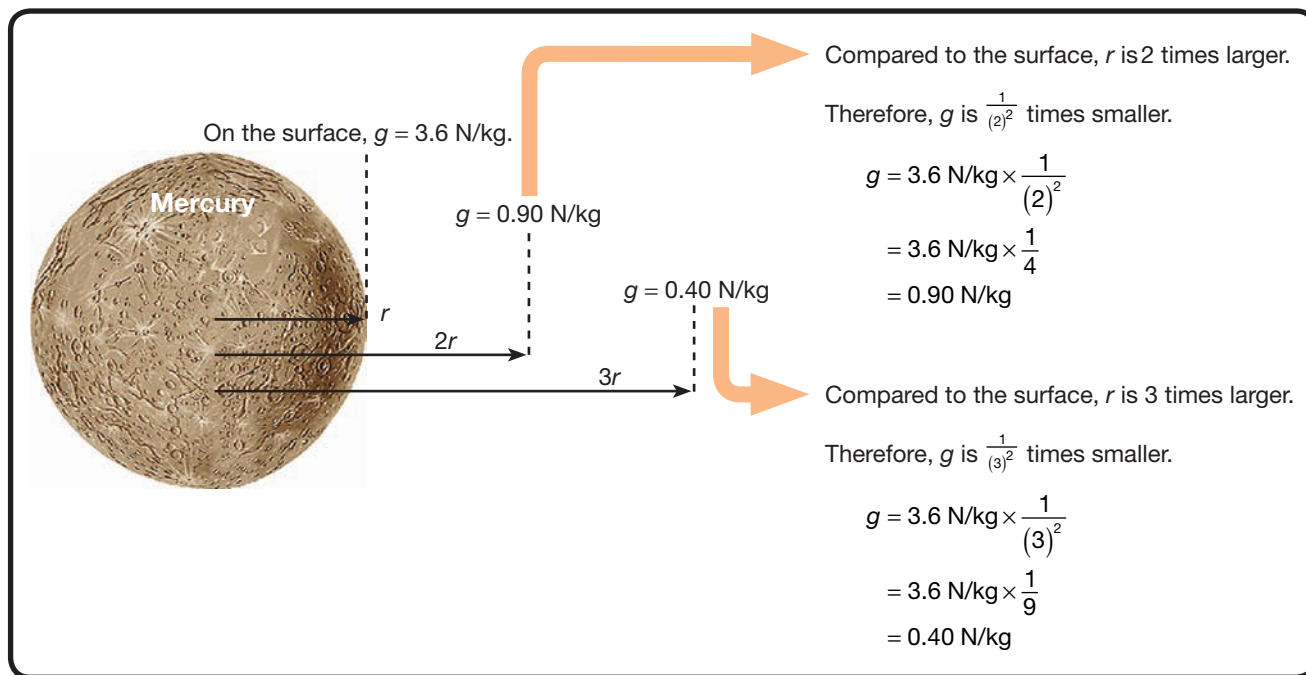 On the surface, g = 3.6 N/kg.
Mercury
g = 0.90 N/kg
g = 0.40 N/kg
r
2r
3r
Compared to the surface, r is 2 times larger.
Therefore, g is 1/(2)² times smaller.
g = 3.6 N/kg × 1/(2)²
= 3.6 N/kg × 1/4
= 0.90 N/kg
Compared to the surface, r is 3 times larger.
Therefore, g is 1/(3)² times smaller.
g = 3.6 N/kg × 1/(3)²
= 3.6 N/kg × 1/9
= 0.40 N/kg